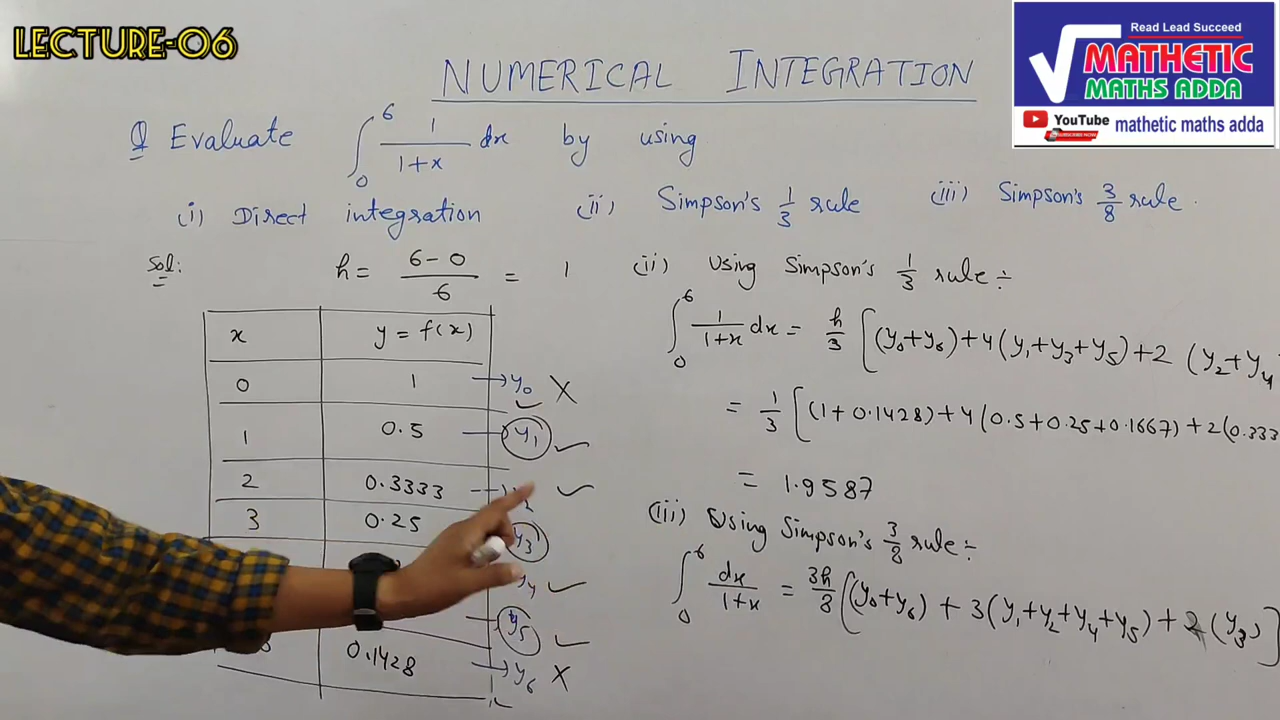 LECTURE-06
Read Lead Succeed
MATHETIC
MATHS ADDA
YouTube mathetic maths adda
SUBSCRIBE NOW
NUMERICAL INTEGRATION
Q Evaluate ∫₀⁶ 1/(1+x) dx by using
(i) Direct integration (ii) Simpson's 1/3 rule (iii) Simpson's 3/8 rule.
Sol: h = (6-0)/6 = 1
x y = f(x)
0 1 → y₀ X
1 0.5 → y₁ ✓
2 0.3333 → ✓
3 0.25 y₃
y₄ ✓
y₅ ✓
0.1428 → y₆ X
(ii) Using Simpson's 1/3 rule ÷
∫₀⁶ 1/(1+x) dx = h/3 [(y₀+y₆)+4(y₁+y₃+y₅)+2(y₂+y₄
= 1/3 [(1+0.1428)+4(0.5+0.25+0.1667)+2(0.333
= 1.9587
(iii) Using Simpson's 3/8 rule ÷
∫₀⁶ dx/(1+x) = 3h/8 [(y₀+y₆) + 3(y₁+y₂+y₄+y₅) + 2(y₃)]